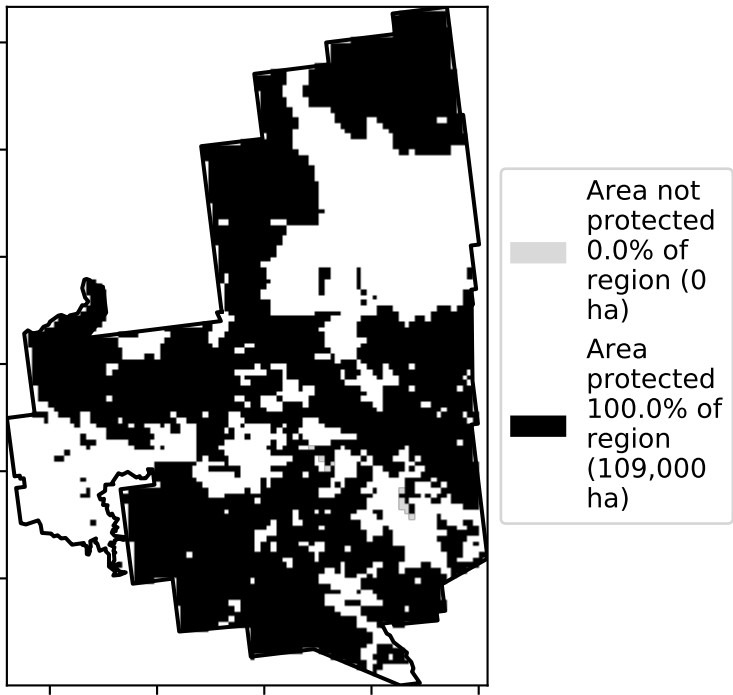 Area not
protected
0.0% of
region (0
ha)
Area
protected
100.0% of
region
(109,000
ha)